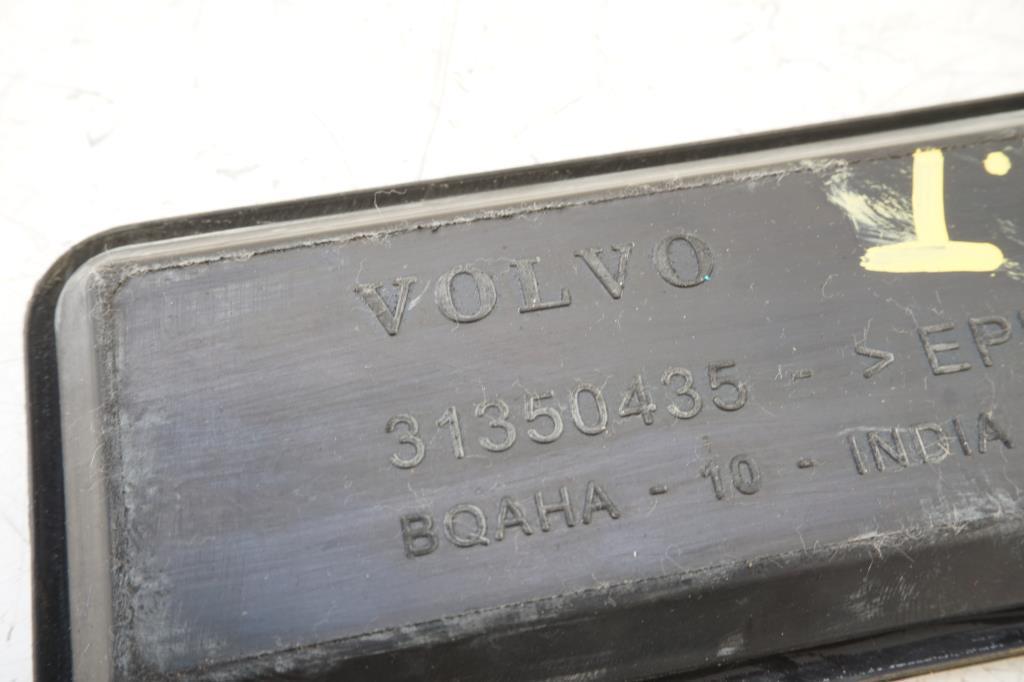 VOLVO
31350435 - >EP
BQAHA - 10 - INDIA